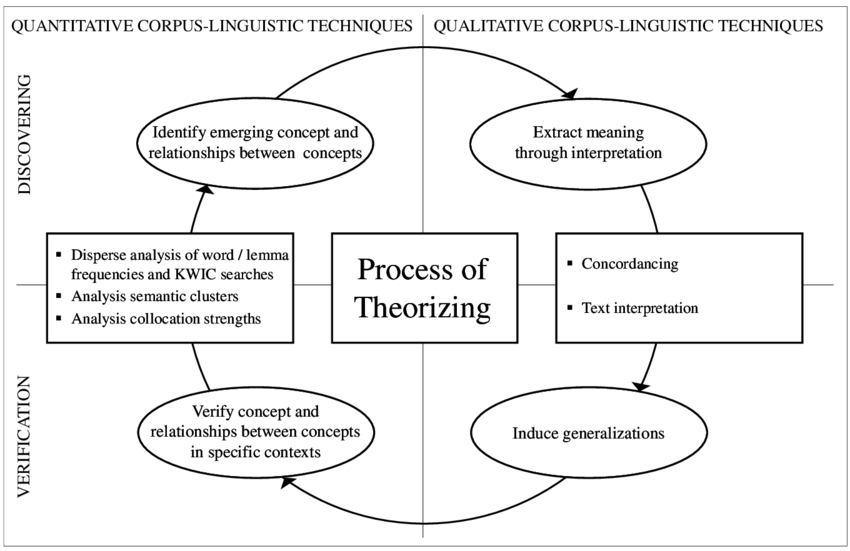 QUANTITATIVE CORPUS-LINGUISTIC TECHNIQUES
QUALITATIVE CORPUS-LINGUISTIC TECHNIQUES
DISCOVERING
Identify emerging concept and
relationships between concepts
Extract meaning
through interpretation
▪ Disperse analysis of word / lemma
frequencies and KWIC searches
▪ Analysis semantic clusters
▪ Analysis collocation strengths
Process of
Theorizing
▪ Concordancing
▪ Text interpretation
VERIFICATION
Verify concept and
relationships between concepts
in specific contexts
Induce generalizations